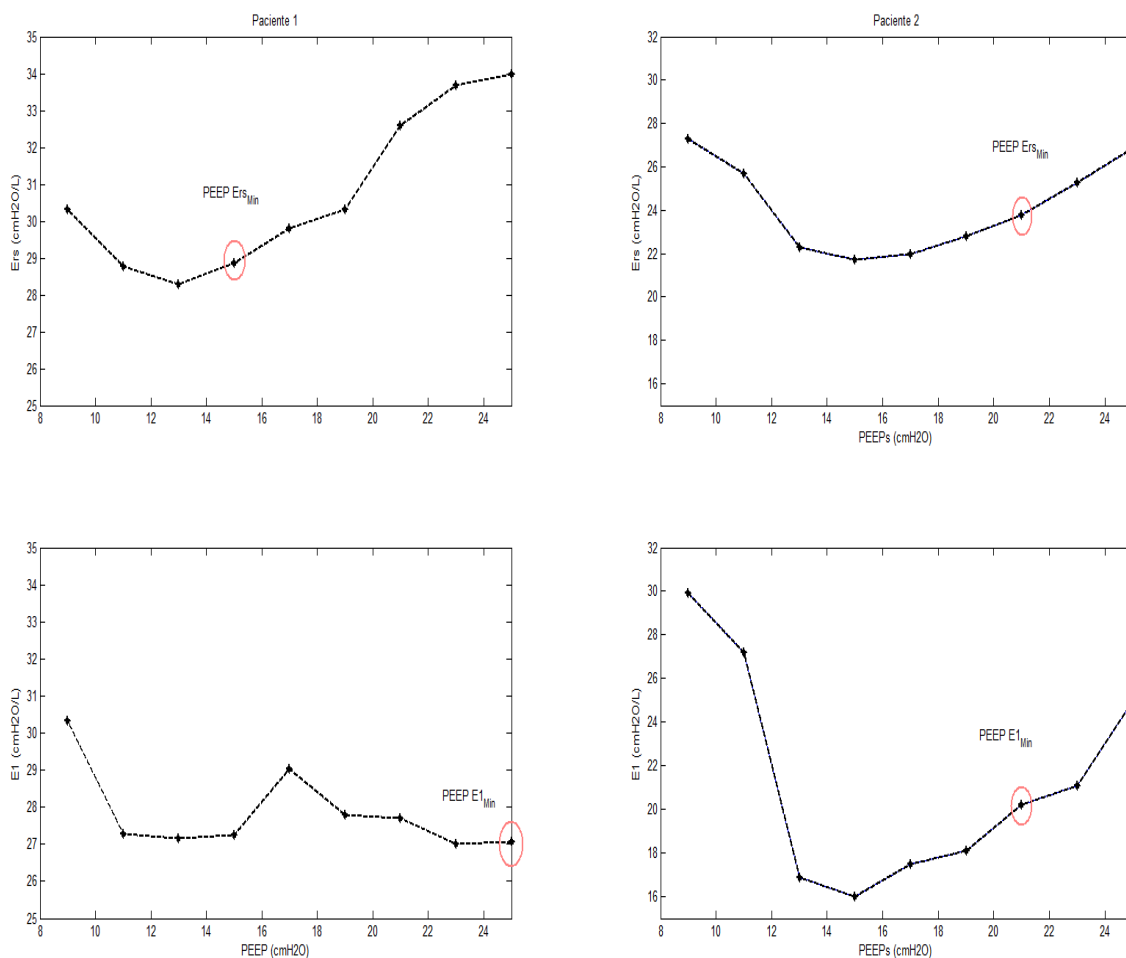 Paciente 1
35
34
33
32
31
30
29
28
27
26
25
Ers (cmH2O/L)
PEEP ErsMin
8 10 12 14 16 18 20 22 24
Paciente 2
32
30
28
26
24
22
20
18
16
Ers (cmH2O/L)
PEEP ErsMin
8 10 12 14 16 18 20 22 24
PEEPs (cmH2O)
35
34
33
32
31
30
29
28
27
26
25
E1 (cmH2O/L)
PEEP E1Min
8 10 12 14 16 18 20 22 24
PEEP (cmH2O)
32
30
28
26
24
22
20
18
16
E1 (cmH2O/L)
PEEP E1Min
8 10 12 14 16 18 20 22 24
PEEPs (cmH2O)